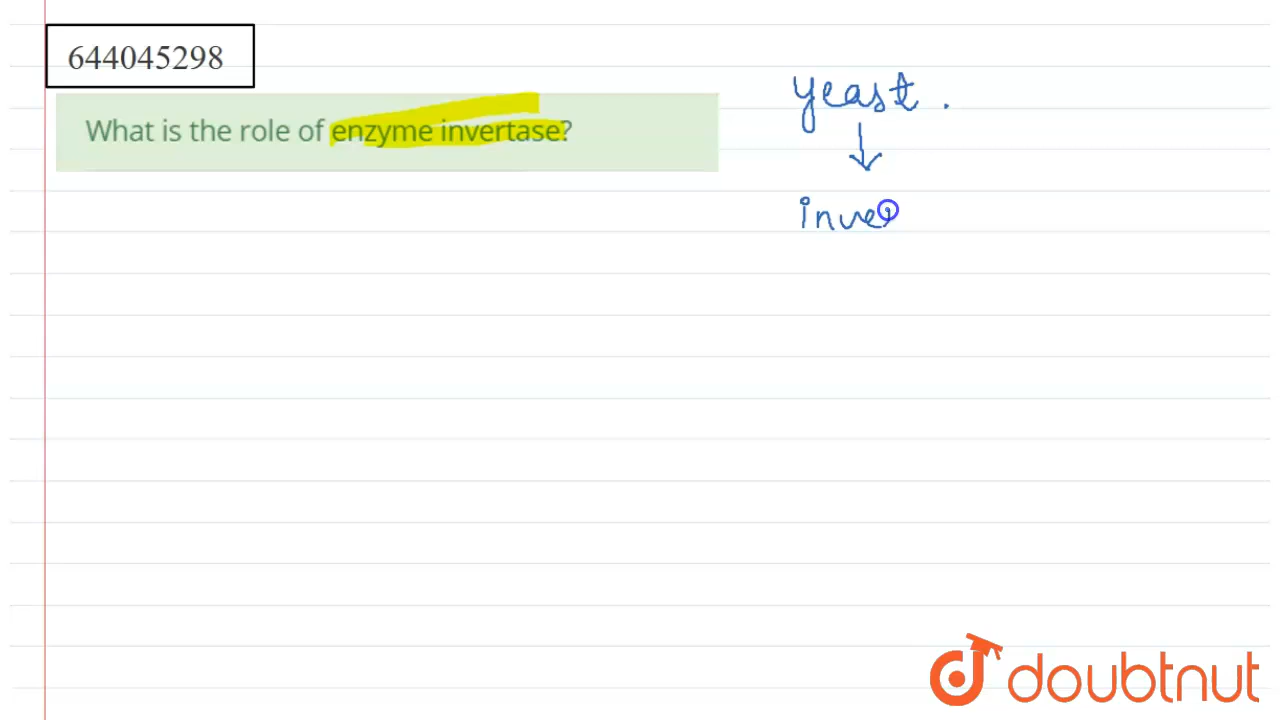 644045298
What is the role of enzyme invertase?
yeast.
inve
doubtnut